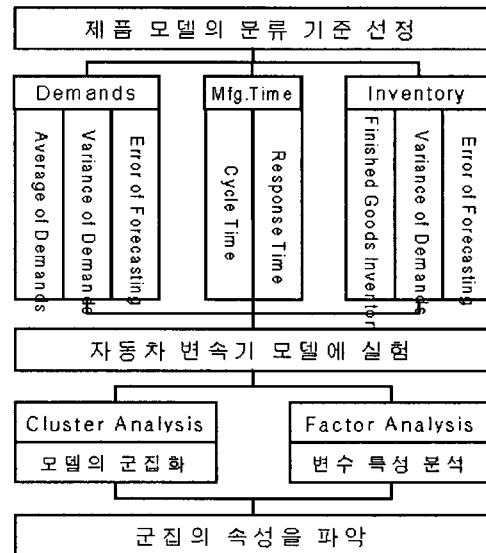 제품 모델의 분류 기준 선정
Demands
Mfg.Time
Inventory
Average of Demands
Variance of Demands
Error of Forecasting
Cycle Time
Response Time
Finished Goods Inventor
Variance of Demands
Error of Forecasting
자동차 변속기 모델에 실험
Cluster Analysis
모델의 군집화
Factor Analysis
변수 특성 분석
군집의 속성을 파악